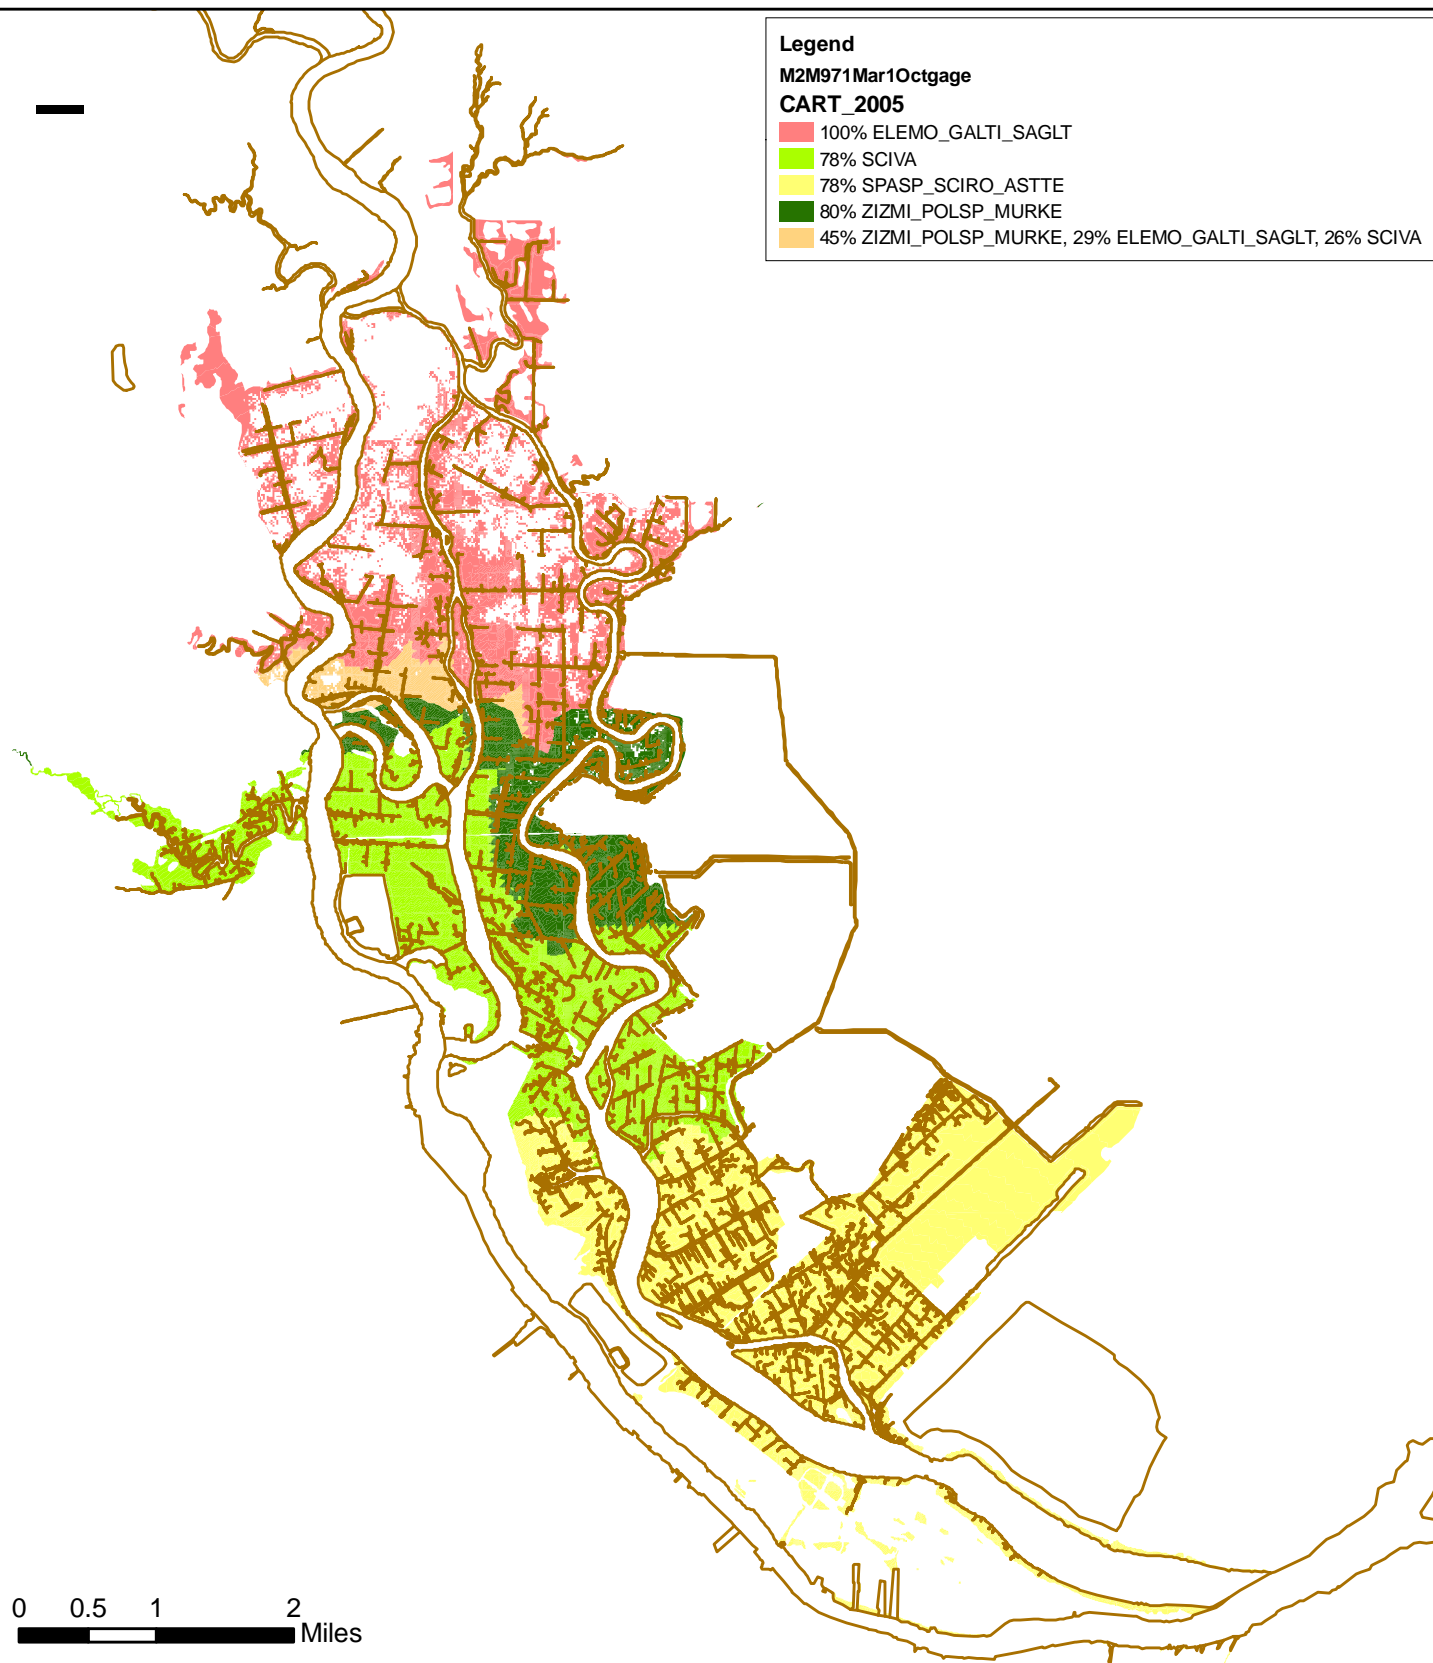 Legend
M2M971Mar1Octgage
CART_2005
100% ELEMO_GALTI_SAGLT
78% SCIVA
78% SPASP_SCIRO_ASTTE
80% ZIZMI_POLSP_MURKE
45% ZIZMI_POLSP_MURKE, 29% ELEMO_GALTI_SAGLT, 26% SCIVA
0 0.5 1 2
Miles